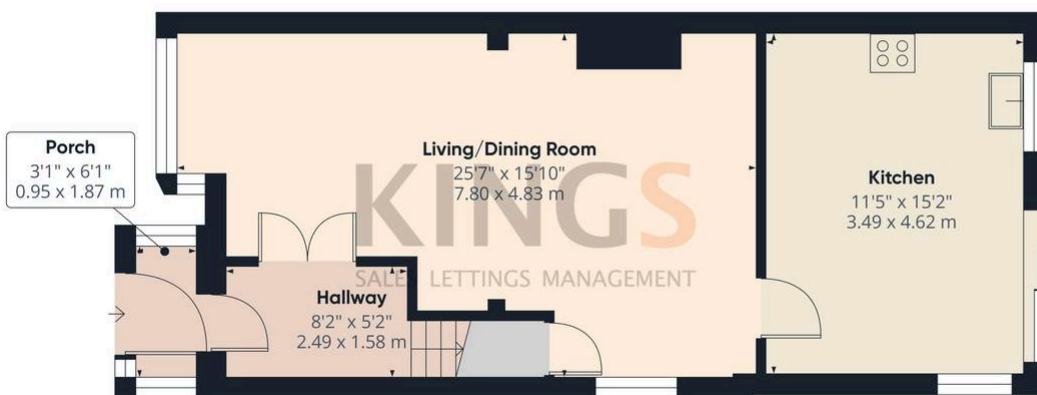 Porch
3'1" x 6'1"
0.95 x 1.87 m
Living/Dining Room
25'7" x 15'10"
7.80 x 4.83 m
KINGS
SALES LETTINGS MANAGEMENT
Kitchen
11'5" x 15'2"
3.49 x 4.62 m
Hallway
8'2" x 5'2"
2.49 x 1.58 m